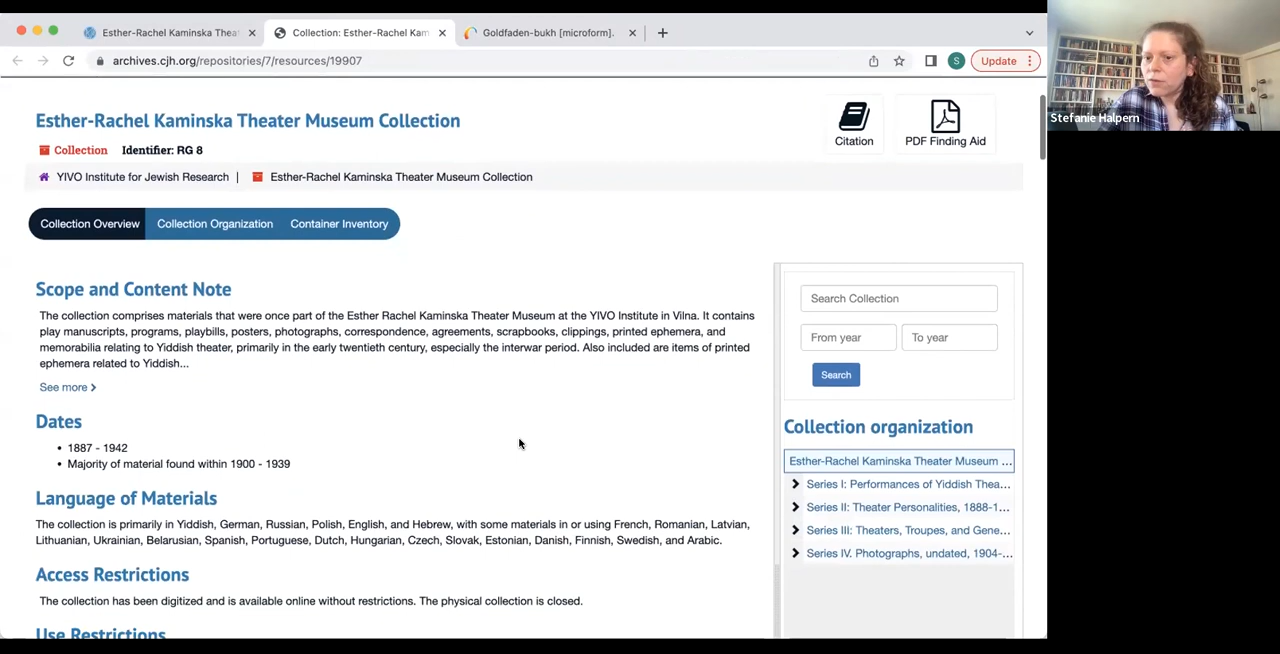 Esther-Rachel Kaminska Thea
Collection: Esther-Rachel Kam
Goldfaden-bukh [microform].
archives.cjh.org/repositories/7/resources/19907
S
Update
Stefanie Halpern
Esther-Rachel Kaminska Theater Museum Collection
Citation
PDF Finding Aid
Collection Identifier: RG 8
YIVO Institute for Jewish Research | Esther-Rachel Kaminska Theater Museum Collection
Collection Overview
Collection Organization
Container Inventory
Scope and Content Note
The collection comprises materials that were once part of the Esther Rachel Kaminska Theater Museum at the YIVO Institute in Vilna. It contains
play manuscripts, programs, playbills, posters, photographs, correspondence, agreements, scrapbooks, clippings, printed ephemera, and
memorabilia relating to Yiddish theater, primarily in the early twentieth century, especially the interwar period. Also included are items of printed
ephemera related to Yiddish...
See more
Dates
• 1887 - 1942
• Majority of material found within 1900 - 1939
Language of Materials
The collection is primarily in Yiddish, German, Russian, Polish, English, and Hebrew, with some materials in or using French, Romanian, Latvian,
Lithuanian, Ukrainian, Belarusian, Spanish, Portuguese, Dutch, Hungarian, Czech, Slovak, Estonian, Danish, Finnish, Swedish, and Arabic.
Access Restrictions
The collection has been digitized and is available online without restrictions. The physical collection is closed.
Use Restrictions
Search Collection
From year
To year
Search
Collection organization
Esther-Rachel Kaminska Theater Museum ...
Series I: Performances of Yiddish Thea...
Series II: Theater Personalities, 1888-1...
Series III: Theaters, Troupes, and Gene...
Series IV. Photographs, undated, 1904-...